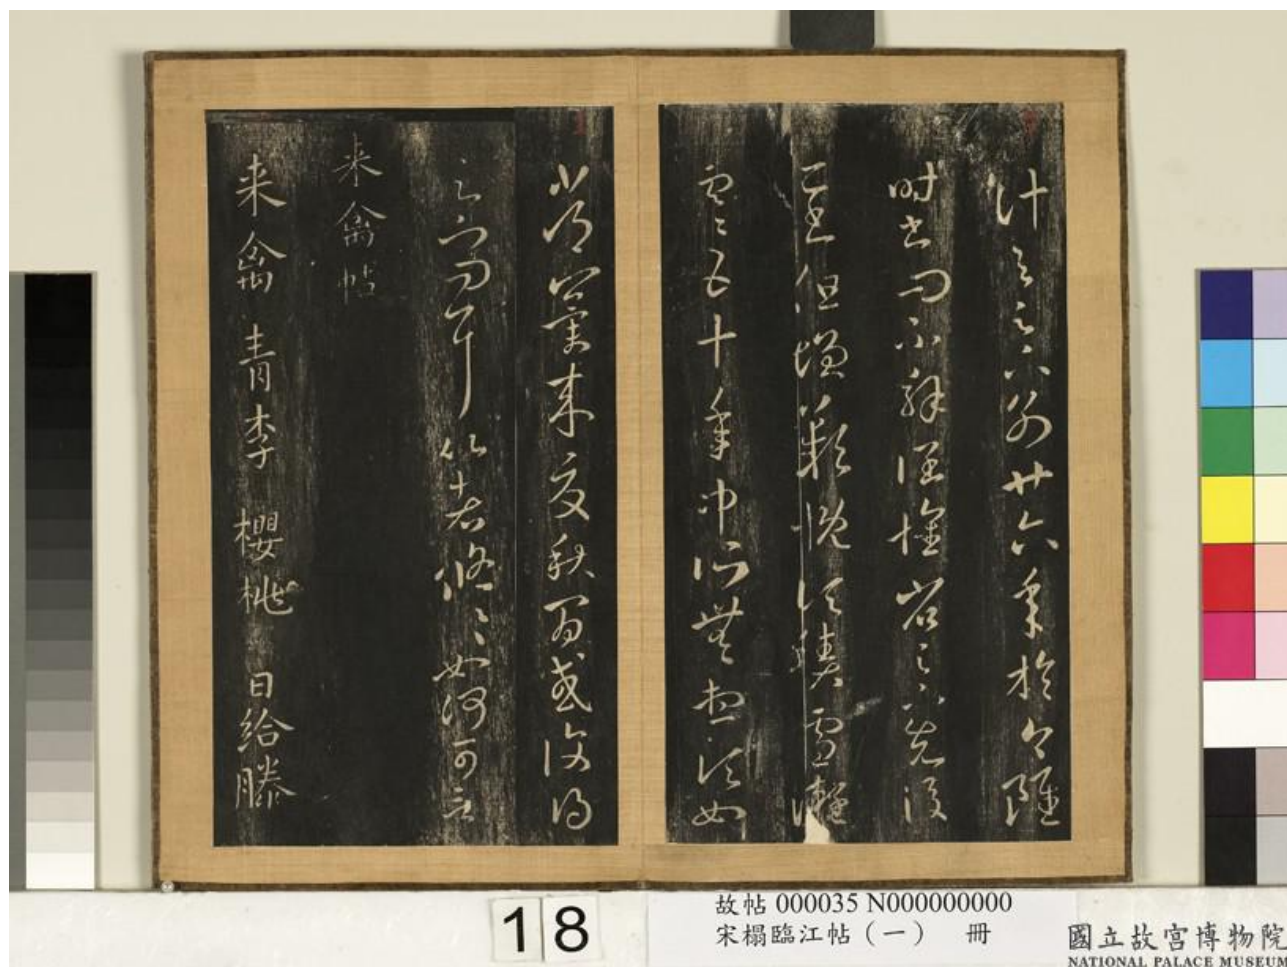 計與足下別廿六年於今雖
時書問不解闊懷省足下先後
二書但增歎慨頃積雪凝
寒五十年中所無想頃如
常冀來夏秋間或復得
足下問耳比者悠悠如何可言
来禽帖
来禽 青李 櫻桃 日給滕
18
故帖 000035 N000000000
宋搨臨江帖（一） 冊
國立故宮博物院
NATIONAL PALACE MUSEUM